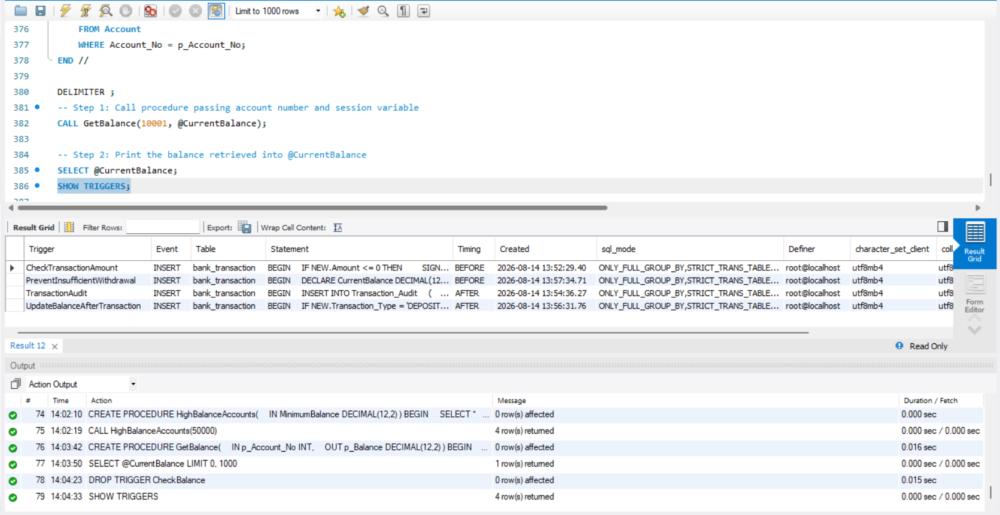 Limit to 1000 rows
376 FROM Account
377 WHERE Account_No = p_Account_No;
378 END //
379
380 DELIMITER ;
381 -- Step 1: Call procedure passing account number and session variable
382 CALL GetBalance(10001, @CurrentBalance);
383
384 -- Step 2: Print the balance retrieved into @CurrentBalance
385 SELECT @CurrentBalance;
386 SHOW TRIGGERS;
Result Grid Filter Rows: Export: Wrap Cell Content:
Trigger Event Table Statement Timing Created sql_mode Definer character_set_client coll
CheckTransactionAmount INSERT bank_transaction BEGIN IF NEW.Amount <= 0 THEN SIGN... BEFORE 2026-08-14 13:52:29.40 ONLY_FULL_GROUP_BY,STRICT_TRANS_TABLE... root@localhost utf8mb4 utf8
PreventInsufficientWithdrawal INSERT bank_transaction BEGIN DECLARE CurrentBalance DECIMAL(12... BEFORE 2026-08-14 13:57:34.71 ONLY_FULL_GROUP_BY,STRICT_TRANS_TABLE... root@localhost utf8mb4 utf8
TransactionAudit INSERT bank_transaction BEGIN INSERT INTO Transaction_Audit ( ... AFTER 2026-08-14 13:54:36.27 ONLY_FULL_GROUP_BY,STRICT_TRANS_TABLE... root@localhost utf8mb4 utf8
UpdateBalanceAfterTransaction INSERT bank_transaction BEGIN IF NEW.Transaction_Type = 'DEPOSIT... AFTER 2026-08-14 13:56:31.76 ONLY_FULL_GROUP_BY,STRICT_TRANS_TABLE... root@localhost utf8mb4 utf8
Result
Grid
Form
Editor
Result 12 Read Only
Output
Action Output
# Time Action Message Duration / Fetch
74 14:02:10 CREATE PROCEDURE HighBalanceAccounts( IN MinimumBalance DECIMAL(12,2) ) BEGIN SELECT * ... 0 row(s) affected 0.000 sec
75 14:02:19 CALL HighBalanceAccounts(50000) 4 row(s) returned 0.000 sec / 0.000 sec
76 14:03:42 CREATE PROCEDURE GetBalance( IN p_Account_No INT, OUT p_Balance DECIMAL(12,2) ) BEGIN ... 0 row(s) affected 0.016 sec
77 14:03:50 SELECT @CurrentBalance LIMIT 0, 1000 1 row(s) returned 0.000 sec / 0.000 sec
78 14:04:23 DROP TRIGGER CheckBalance 0 row(s) affected 0.015 sec
79 14:04:33 SHOW TRIGGERS 4 row(s) returned 0.000 sec / 0.000 sec